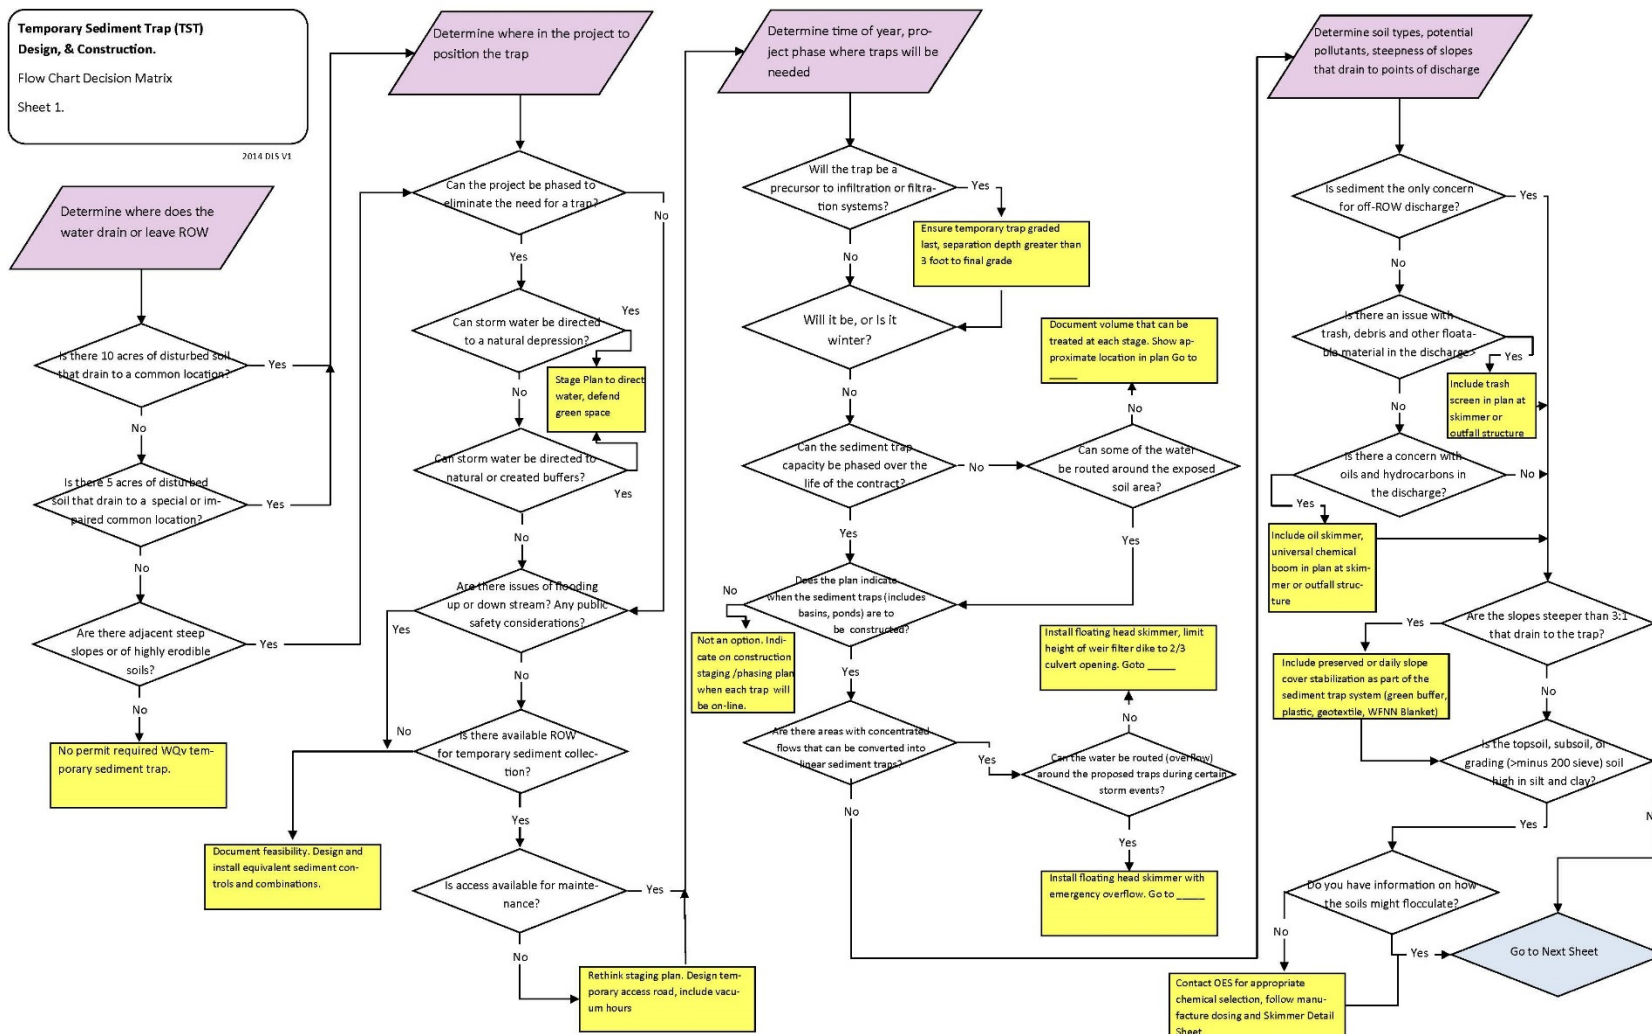 Temporary Sediment Trap (TST)
Design, & Construction.
Flow Chart Decision Matrix
Sheet 1.
2014 DJS V1
Determine where does the
water drain or leave ROW
Is there 10 acres of disturbed soil
that drain to a common location?
Yes
No
Is there 5 acres of disturbed
soil that drain to a special or im-
paired common location?
Yes
No
Are there adjacent steep
slopes or of highly erodible
soils?
Yes
No
No permit required WQv tem-
porary sediment trap.
Determine where in the project to
position the trap
Can the project be phased to
eliminate the need for a trap?
No
Yes
Can storm water be directed
to a natural depression?
Yes
Stage Plan to direct
water, defend
green space
No
Can storm water be directed to
natural or created buffers?
Yes
No
Are there issues of flooding
up or down stream? Any public
safety considerations?
Yes
No
No
Is there available ROW
for temporary sediment collec-
tion?
Document feasibility. Design and
install equivalent sediment con-
trols and combinations.
Yes
Is access available for mainte-
nance?
Yes
No
Rethink staging plan. Design tem-
porary access road, include vacu-
um hours
Determine time of year, pro-
ject phase where traps will be
needed
Will the trap be a
precursor to infiltration or filtra-
tration systems?
Yes
Ensure temporary trap graded
last, separation depth greater than
3 foot to final grade
No
Will it be, or Is it
winter?
Document volume that can be
treated at each stage. Show ap-
proximate location in plan Go to
_____
No
No
Can the sediment trap
capacity be phased over the
life of the contract?
No
Can some of the water
be routed around the exposed
soil area?
Yes
Yes
Does the plan indicate
when the sediment traps (includes
basins, ponds) are to
be constructed?
No
Not an option. Indi-
cate on construction
staging /phasing plan
when each trap will
be on-line.
Install floating head skimmer, limit
height of weir filter dike to 2/3
culvert opening. Goto _____
Yes
No
Are there areas with concentrated
flows that can be converted into
linear sediment traps?
Yes
Can the water be routed (overflow)
around the proposed traps during certain
storm events?
No
Yes
Install floating head skimmer with
emergency overflow. Go to _____
Determine soil types, potential
pollutants, steepness of slopes
that drain to points of discharge
Is sediment the only concern
for off-ROW discharge?
Yes
No
Is there an issue with
trash, debris and other floata-
ble material in the discharge>
Yes
Include trash
screen in plan at
skimmer or
outfall structure
No
Is there a concern with
oils and hydrocarbons in
the discharge?
No
Yes
Include oil skimmer,
universal chemical
boom in plan at skim-
mer or outfall struc-
ture
Are the slopes steeper than 3:1
that drain to the trap?
Yes
Include preserved or daily slope
cover stabilization as part of the
sediment trap system (green buffer,
plastic, geotextile, WFNN Blanket)
No
Is the topsoil, subsoil, or
grading (>minus 200 sieve) soil
high in silt and clay?
Yes
Do you have information on how
the soils might flocculate?
No
Yes
Go to Next Sheet
Contact OES for appropriate
chemical selection, follow manu-
facture dosing and Skimmer Detail
Sheet